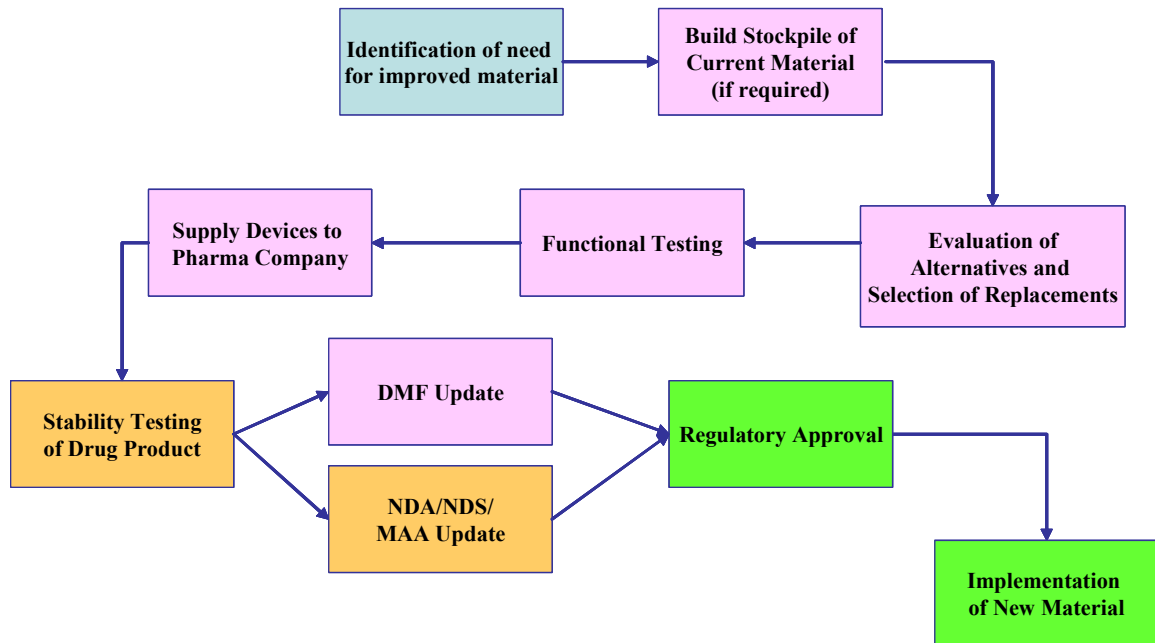 Identification of need
for improved material
Build Stockpile of
Current Material
(if required)
Supply Devices to
Pharma Company
Functional Testing
Evaluation of
Alternatives and
Selection of Replacements
Stability Testing
of Drug Product
DMF Update
NDA/NDS/
MAA Update
Regulatory Approval
Implementation
of New Material